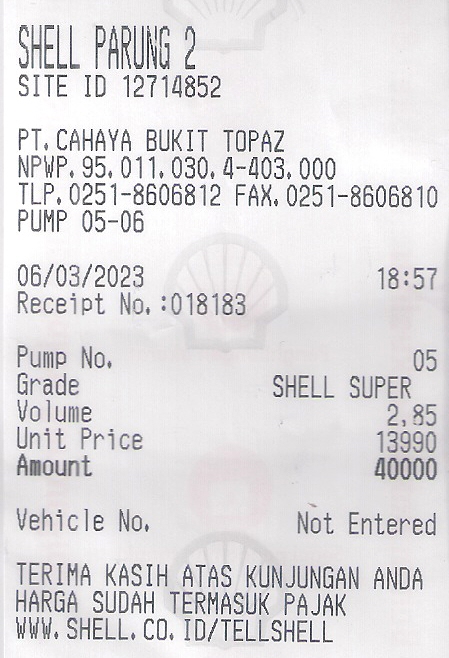 SHELL PARUNG 2
SITE ID 12714852
PT.CAHAYA BUKIT TOPAZ
NPWP.95.011.030.4-403.000
TLP.0251-8606812 FAX.0251-8606810
PUMP 05-06
06/03/2023 18:57
Receipt No.:018183
Pump No. 05
Grade SHELL SUPER
Volume 2,85
Unit Price 13990
Amount 40000
Vehicle No. Not Entered
TERIMA KASIH ATAS KUNJUNGAN ANDA
HARGA SUDAH TERMASUK PAJAK
WWW.SHELL.CO.ID/TELLSHELL